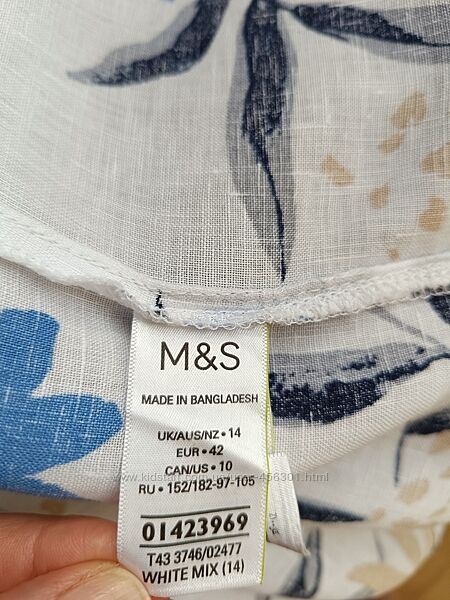 M&S
MADE IN BANGLADESH
UK/AUS/NZ • 14
EUR • 42
CAN/US • 10
RU • 152/182-97-105
01423969
T43 3746/02477
WHITE MIX (14)